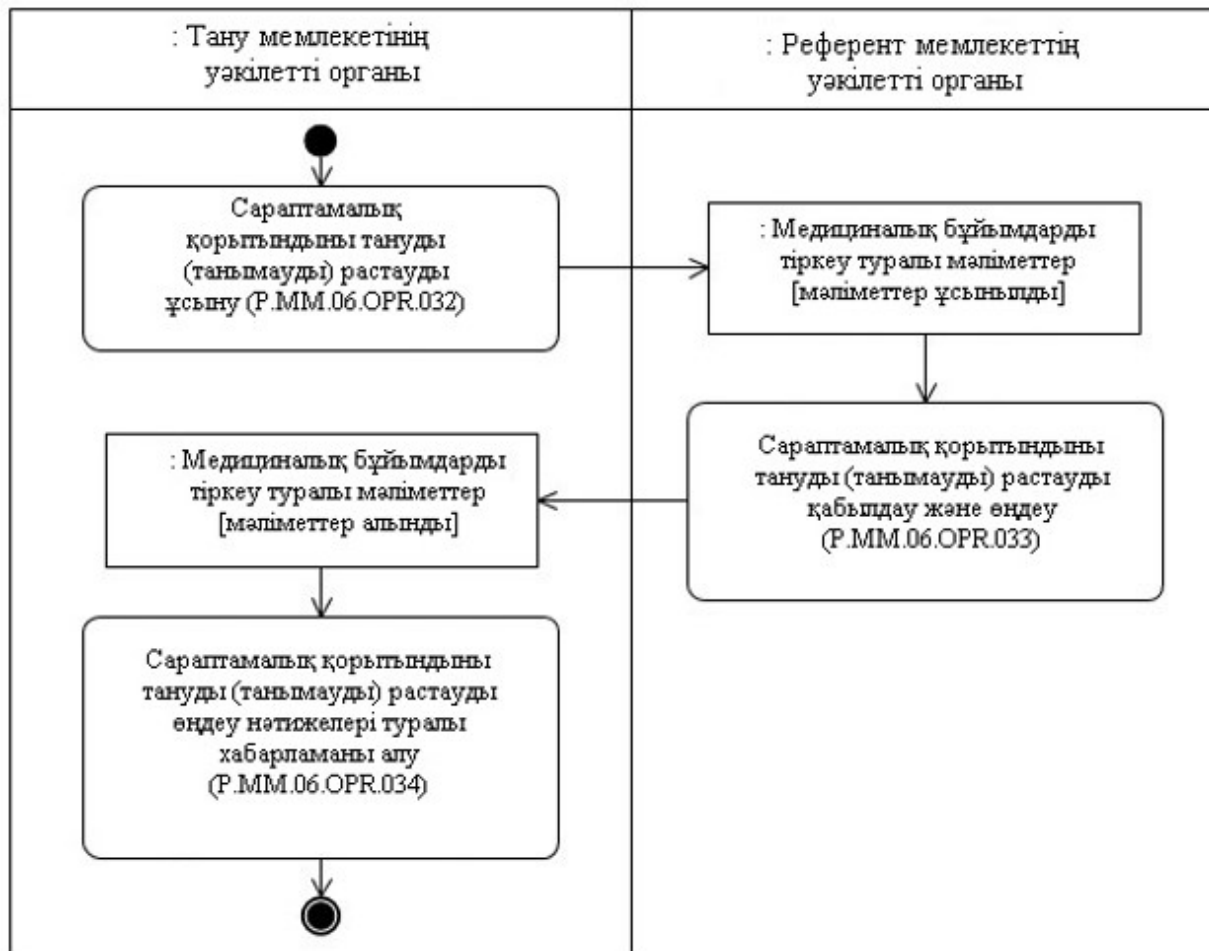 : Тану мемлекетінің
уәкілетті органы
: Референт мемлекеттің
уәкілетті органы
Сараптамалық
қорытындыны тануды
(танымауды) растауды
ұсыну (P.MM.06.OPR.032)
: Медициналық бұйымдарды
тіркеу туралы мәліметтер
[мәліметтер ұсынылды]
Сараптамалық қорытындыны
тануды (танымауды) растауды
қабылдау және өңдеу
(P.MM.06.OPR.033)
: Медициналық бұйымдарды
тіркеу туралы мәліметтер
[мәліметтер алынды]
Сараптамалық қорытындыны
тануды (танымауды) растауды
өңдеу нәтижелері туралы
хабарламаны алу
(P.MM.06.OPR.034)